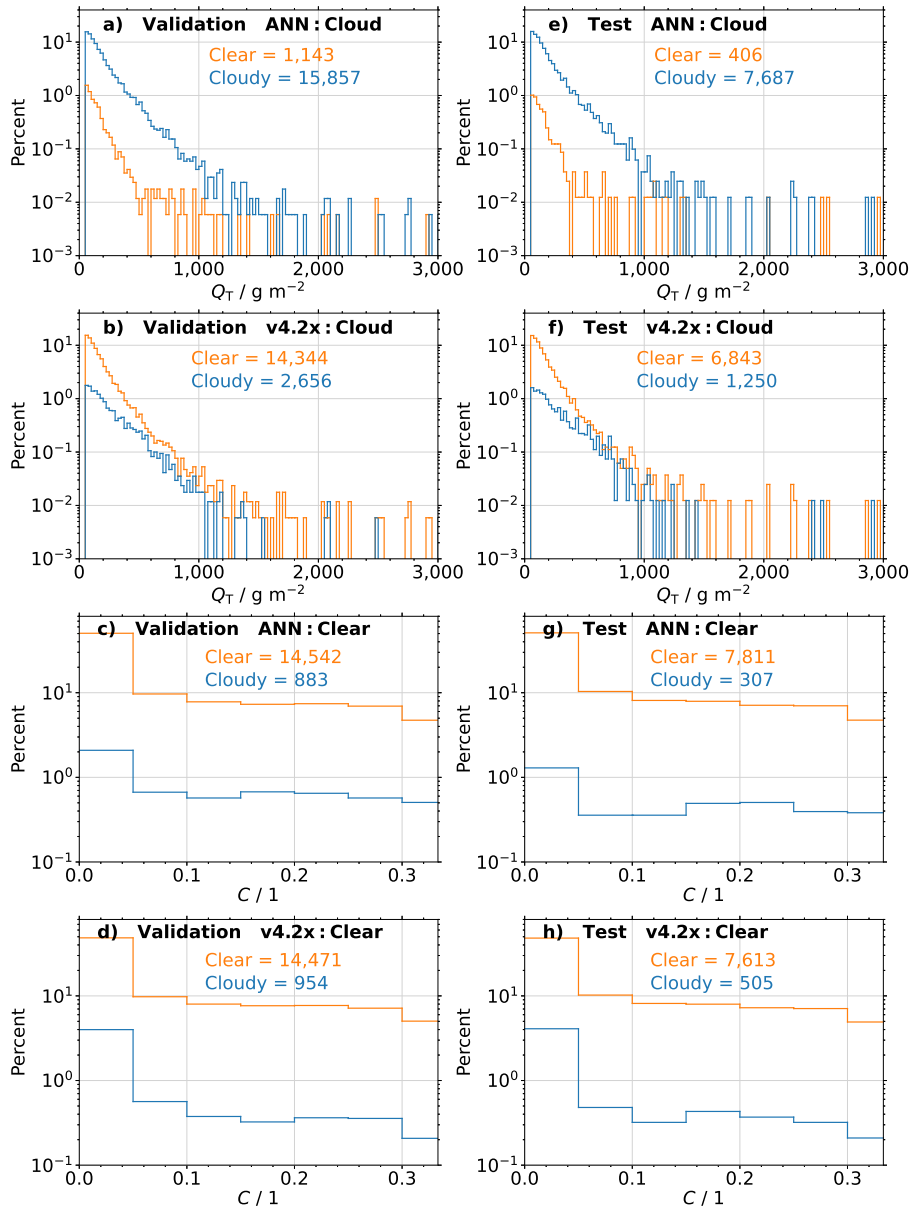 a) Validation ANN : Cloud
Clear = 1,143
Cloudy = 15,857
Percent
10¹
10⁰
10⁻¹
10⁻²
10⁻³
0 1,000 2,000 3,000
Q_T / g m⁻²
e) Test ANN : Cloud
Clear = 406
Cloudy = 7,687
Percent
10¹
10⁰
10⁻¹
10⁻²
10⁻³
0 1,000 2,000 3,000
Q_T / g m⁻²
b) Validation v4.2x : Cloud
Clear = 14,344
Cloudy = 2,656
Percent
10¹
10⁰
10⁻¹
10⁻²
10⁻³
0 1,000 2,000 3,000
Q_T / g m⁻²
f) Test v4.2x : Cloud
Clear = 6,843
Cloudy = 1,250
Percent
10¹
10⁰
10⁻¹
10⁻²
10⁻³
0 1,000 2,000 3,000
Q_T / g m⁻²
c) Validation ANN : Clear
Clear = 14,542
Cloudy = 883
Percent
10¹
10⁰
10⁻¹
0.0 0.1 0.2 0.3
C / 1
g) Test ANN : Clear
Clear = 7,811
Cloudy = 307
Percent
10¹
10⁰
10⁻¹
0.0 0.1 0.2 0.3
C / 1
d) Validation v4.2x : Clear
Clear = 14,471
Cloudy = 954
Percent
10¹
10⁰
10⁻¹
0.0 0.1 0.2 0.3
C / 1
h) Test v4.2x : Clear
Clear = 7,613
Cloudy = 505
Percent
10¹
10⁰
10⁻¹
0.0 0.1 0.2 0.3
C / 1